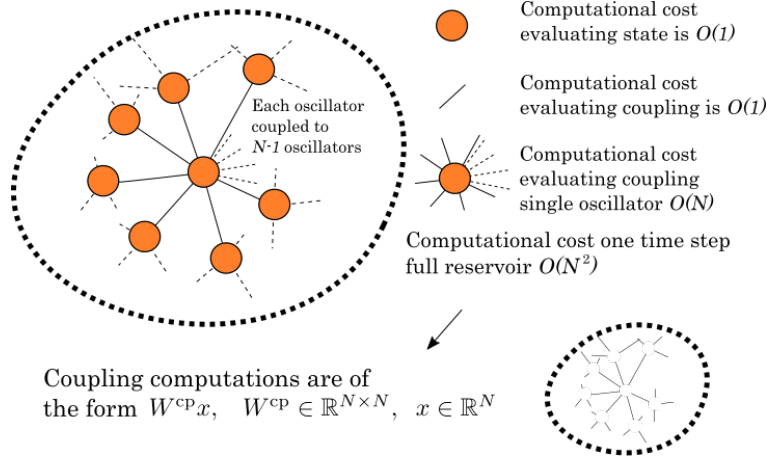 Each oscillator
coupled to
N-1 oscillators
Computational cost
evaluating state is O(1)
Computational cost
evaluating coupling is O(1)
Computational cost
evaluating coupling
single oscillator O(N)
Computational cost one time step
full reservoir O(N²)
Coupling computations are of
the form W^cp x, W^cp ∈ ℝ^{N×N}, x ∈ ℝ^N